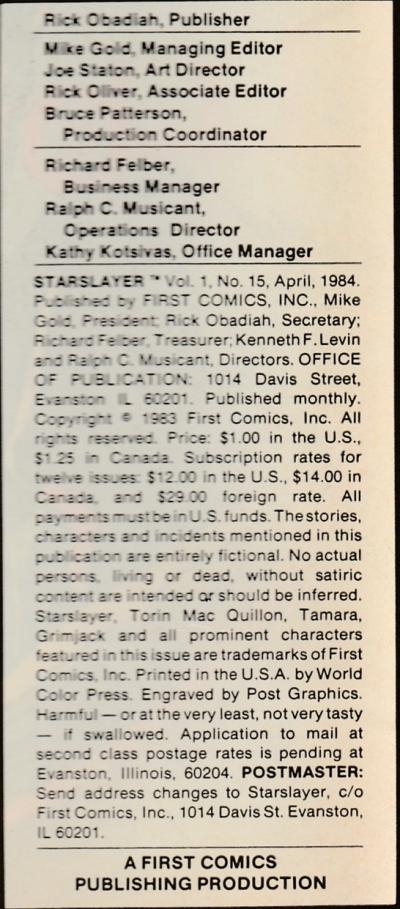 Rick Obadiah, Publisher
Mike Gold, Managing Editor
Joe Staton, Art Director
Rick Oliver, Associate Editor
Bruce Patterson,
Production Coordinator
Richard Felber,
Business Manager
Ralph C. Musicant,
Operations Director
Kathy Kotsivas, Office Manager
STARSLAYER ™ Vol. 1, No. 15, April, 1984.
Published by FIRST COMICS, INC., Mike
Gold, President; Rick Obadiah, Secretary;
Richard Felber, Treasurer; Kenneth F. Levin
and Ralph C. Musicant, Directors. OFFICE
OF PUBLICATION: 1014 Davis Street,
Evanston IL 60201. Published monthly.
Copyright © 1983 First Comics, Inc. All
rights reserved. Price: $1.00 in the U.S.,
$1.25 in Canada. Subscription rates for
twelve issues: $12.00 in the U.S., $14.00 in
Canada, and $29.00 foreign rate. All
payments must be in U.S. funds. The stories,
characters and incidents mentioned in this
publication are entirely fictional. No actual
persons, living or dead, without satiric
content are intended or should be inferred.
Starslayer, Torin Mac Quillon, Tamara,
Grimjack and all prominent characters
featured in this issue are trademarks of First
Comics, Inc. Printed in the U.S.A. by World
Color Press. Engraved by Post Graphics.
Harmful — or at the very least, not very tasty
— if swallowed. Application to mail at
second class postage rates is pending at
Evanston, Illinois, 60204. POSTMASTER:
Send address changes to Starslayer, c/o
First Comics, Inc., 1014 Davis St. Evanston,
IL 60201.
A FIRST COMICS
PUBLISHING PRODUCTION